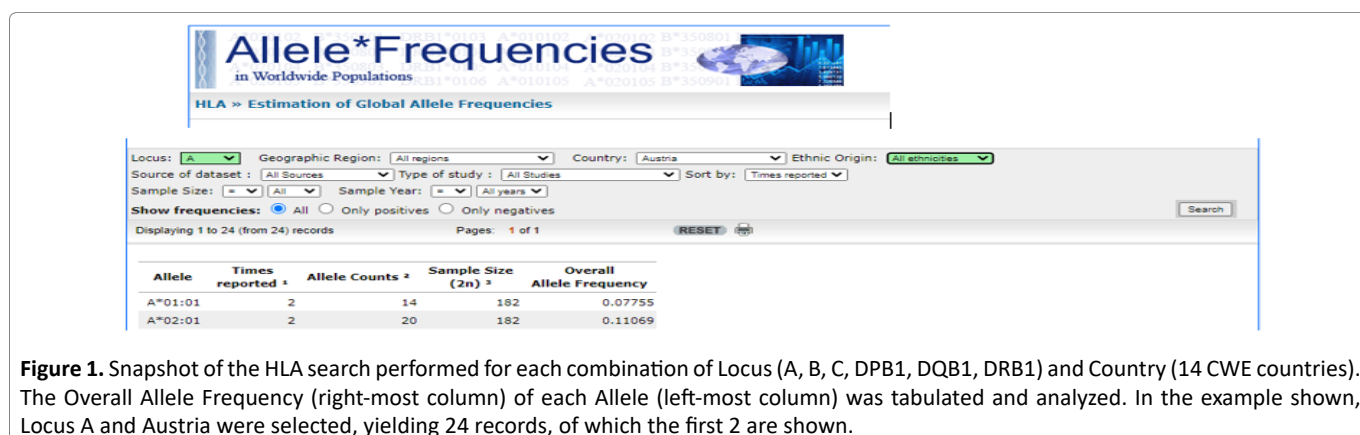 Allele*Frequencies
in Worldwide Populations
HLA » Estimation of Global Allele Frequencies
Locus: A Geographic Region: All regions Country: Austria Ethnic Origin: All ethnicities
Source of dataset : All Sources Type of study : All Studies Sort by: Times reported
Sample Size: = All Sample Year: = All years
Show frequencies: All Only positives Only negatives Search
Displaying 1 to 24 (from 24) records Pages: 1 of 1 RESET
Allele Times reported ¹ Allele Counts ² Sample Size (2n) ³ Overall Allele Frequency
A*01:01 2 14 182 0.07755
A*02:01 2 20 182 0.11069
Figure 1. Snapshot of the HLA search performed for each combination of Locus (A, B, C, DPB1, DQB1, DRB1) and Country (14 CWE countries).
The Overall Allele Frequency (right-most column) of each Allele (left-most column) was tabulated and analyzed. In the example shown,
Locus A and Austria were selected, yielding 24 records, of which the first 2 are shown.